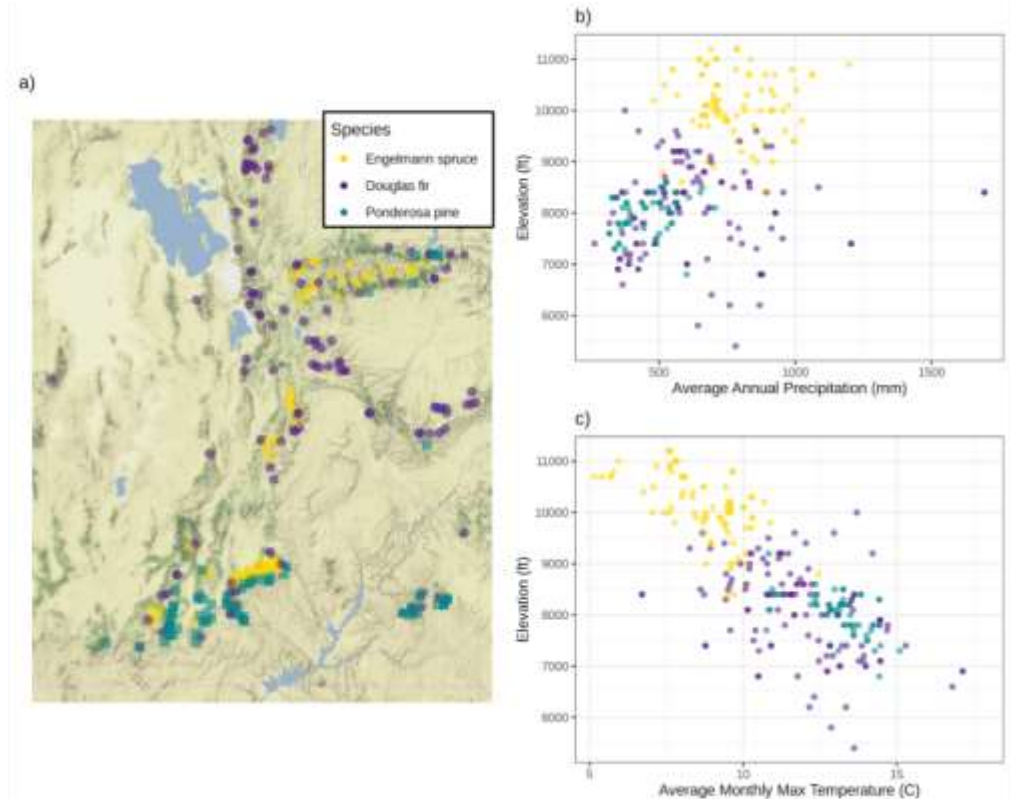 a)
Species
Engelmann spruce
Douglas fir
Ponderosa pine
b)
11000
10000
9000
8000
7000
6000
Elevation (ft)
500
1000
1500
Average Annual Precipitation (mm)
c)
11000
10000
9000
8000
7000
6000
Elevation (ft)
5
10
15
Average Monthly Max Temperature (C)